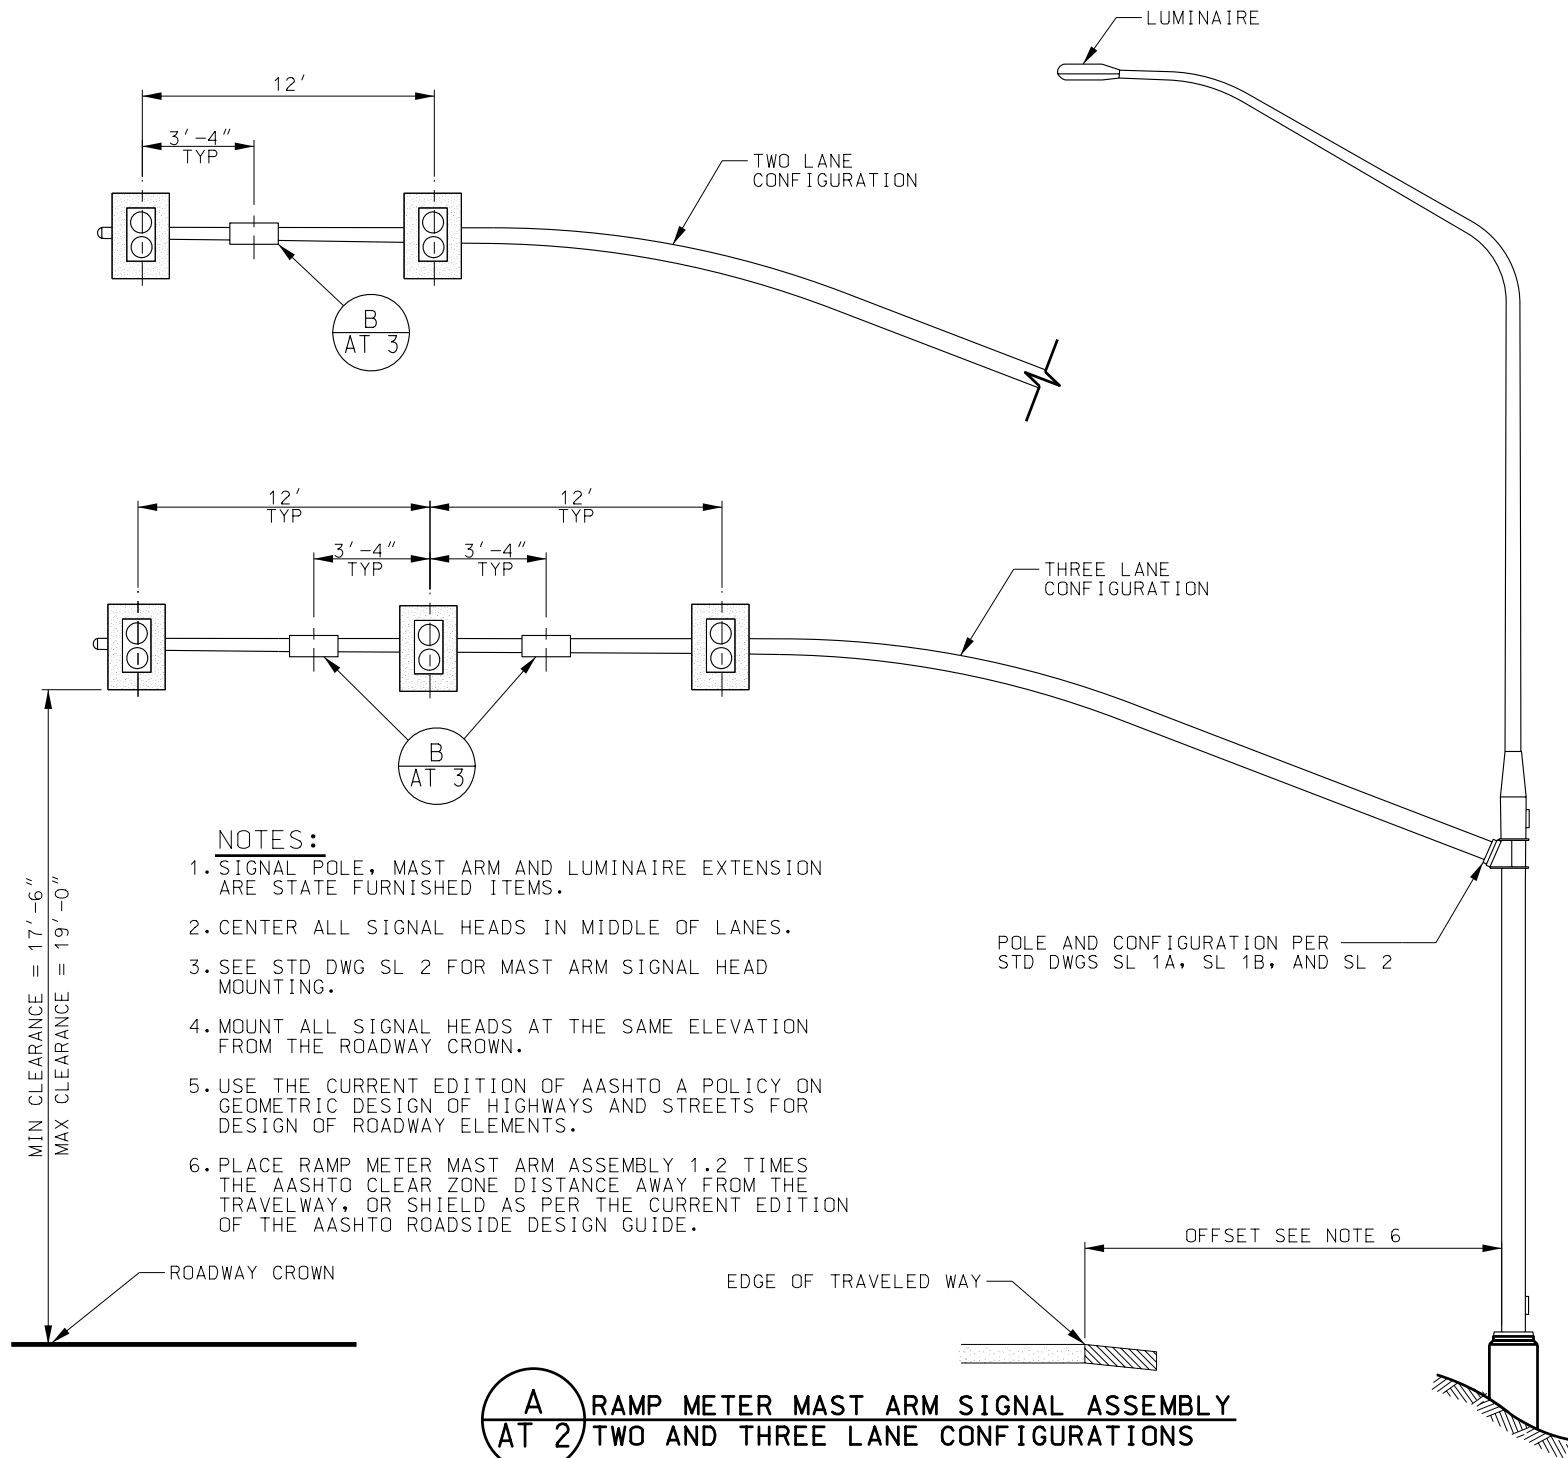 LUMINAIRE
12'
3'-4"
TYP
TWO LANE
CONFIGURATION
B
AT 3
12'
TYP
12'
TYP
3'-4"
TYP
3'-4"
TYP
THREE LANE
CONFIGURATION
B
AT 3
NOTES:
1. SIGNAL POLE, MAST ARM AND LUMINAIRE EXTENSION
ARE STATE FURNISHED ITEMS.
2. CENTER ALL SIGNAL HEADS IN MIDDLE OF LANES.
3. SEE STD DWG SL 2 FOR MAST ARM SIGNAL HEAD
MOUNTING.
4. MOUNT ALL SIGNAL HEADS AT THE SAME ELEVATION
FROM THE ROADWAY CROWN.
5. USE THE CURRENT EDITION OF AASHTO A POLICY ON
GEOMETRIC DESIGN OF HIGHWAYS AND STREETS FOR
DESIGN OF ROADWAY ELEMENTS.
6. PLACE RAMP METER MAST ARM ASSEMBLY 1.2 TIMES
THE AASHTO CLEAR ZONE DISTANCE AWAY FROM THE
TRAVELWAY, OR SHIELD AS PER THE CURRENT EDITION
OF THE AASHTO ROADSIDE DESIGN GUIDE.
MIN CLEARANCE = 17'-6"
MAX CLEARANCE = 19'-0"
POLE AND CONFIGURATION PER
STD DWGS SL 1A, SL 1B, AND SL 2
OFFSET SEE NOTE 6
ROADWAY CROWN
EDGE OF TRAVELED WAY
A
AT 2
RAMP METER MAST ARM SIGNAL ASSEMBLY
TWO AND THREE LANE CONFIGURATIONS